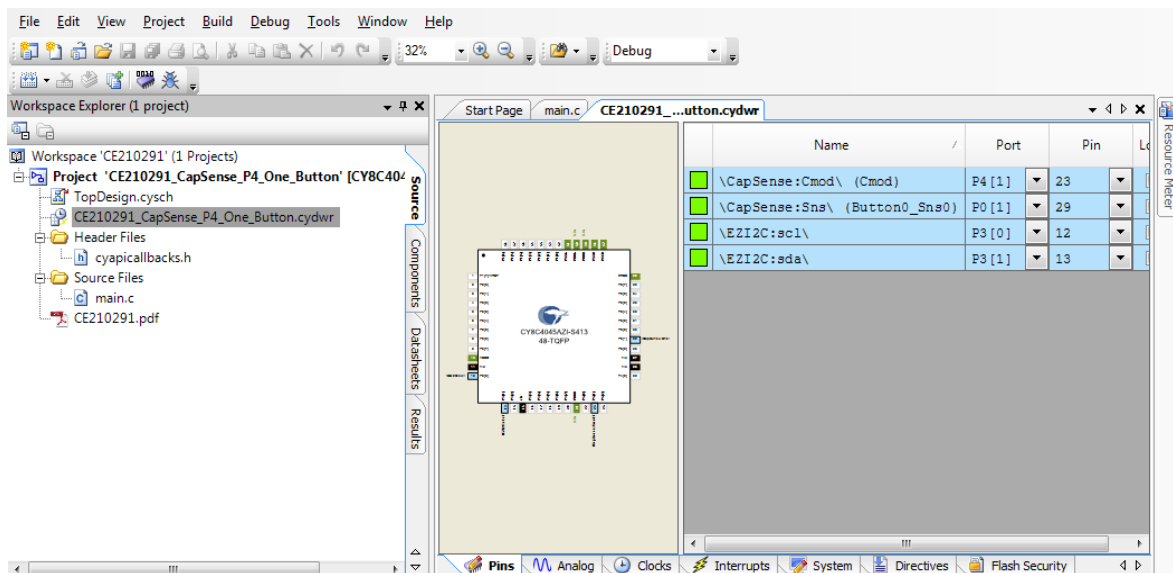 File Edit View Project Build Debug Tools Window Help
32% Debug
Workspace Explorer (1 project)
Start Page main.c CE210291_...utton.cydwr
Workspace 'CE210291' (1 Projects)
Project 'CE210291_CapSense_P4_One_Button' [CY8C404
TopDesign.cysch
CE210291_CapSense_P4_One_Button.cydwr
Header Files
cyapicallbacks.h
Source Files
main.c
CE210291.pdf
Source
Components
Datasheets
Results
CY8C4045AZI-S413
48-TQFP
Name / Port Pin
\CapSense:Cmod\ (Cmod) P4[1] 23
\CapSense:Sns\ (Button0_Sns0) P0[1] 29
\EZI2C:scl\ P3[0] 12
\EZI2C:sda\ P3[1] 13
Resource Meter
Pins Analog Clocks Interrupts System Directives Flash Security